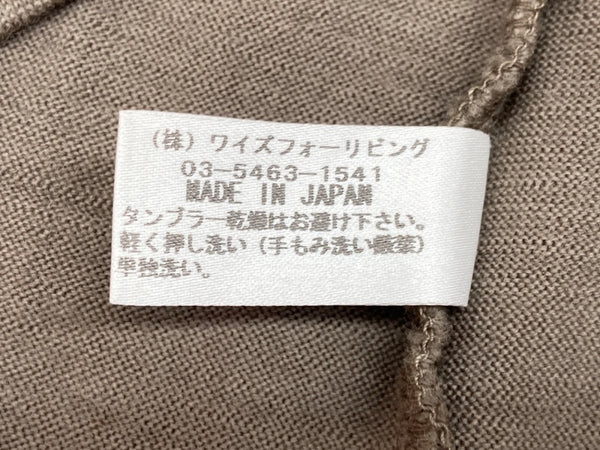 (株) ワイズフォーリビング
03-5463-1541
MADE IN JAPAN
タンブラー乾燥はお避け下さい。
軽く押し洗い (手もみ洗い厳禁)
単独洗い。